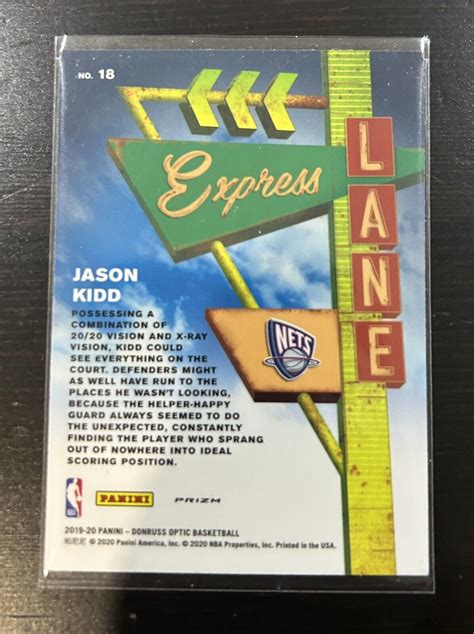 NO. 18
Express
LANE
JASON
KIDD
NETS
POSSESSING A
COMBINATION OF
20/20 VISION AND X-RAY
VISION, KIDD COULD
SEE EVERYTHING ON THE
COURT. DEFENDERS MIGHT
AS WELL HAVE RUN TO THE
PLACES HE WASN'T LOOKING,
BECAUSE THE HELPER-HAPPY
GUARD ALWAYS SEEMED TO DO
THE UNEXPECTED, CONSTANTLY
FINDING THE PLAYER WHO SPRANG
OUT OF NOWHERE INTO IDEAL
SCORING POSITION.
PANINI
PRIZM
2019-20 PANINI – DONRUSS OPTIC BASKETBALL
© 2020 Panini America, Inc. © 2020 NBA Properties, Inc. Printed in the USA.